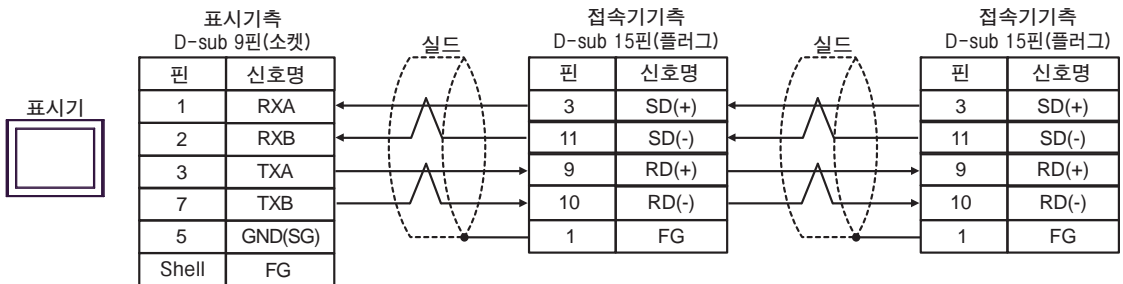 표시기
표시기측
D-sub 9핀(소켓)
핀 신호명
1 RXA
2 RXB
3 TXA
7 TXB
5 GND(SG)
Shell FG
실드
접속기기측
D-sub 15핀(플러그)
핀 신호명
3 SD(+)
11 SD(-)
9 RD(+)
10 RD(-)
1 FG
실드
접속기기측
D-sub 15핀(플러그)
핀 신호명
3 SD(+)
11 SD(-)
9 RD(+)
10 RD(-)
1 FG